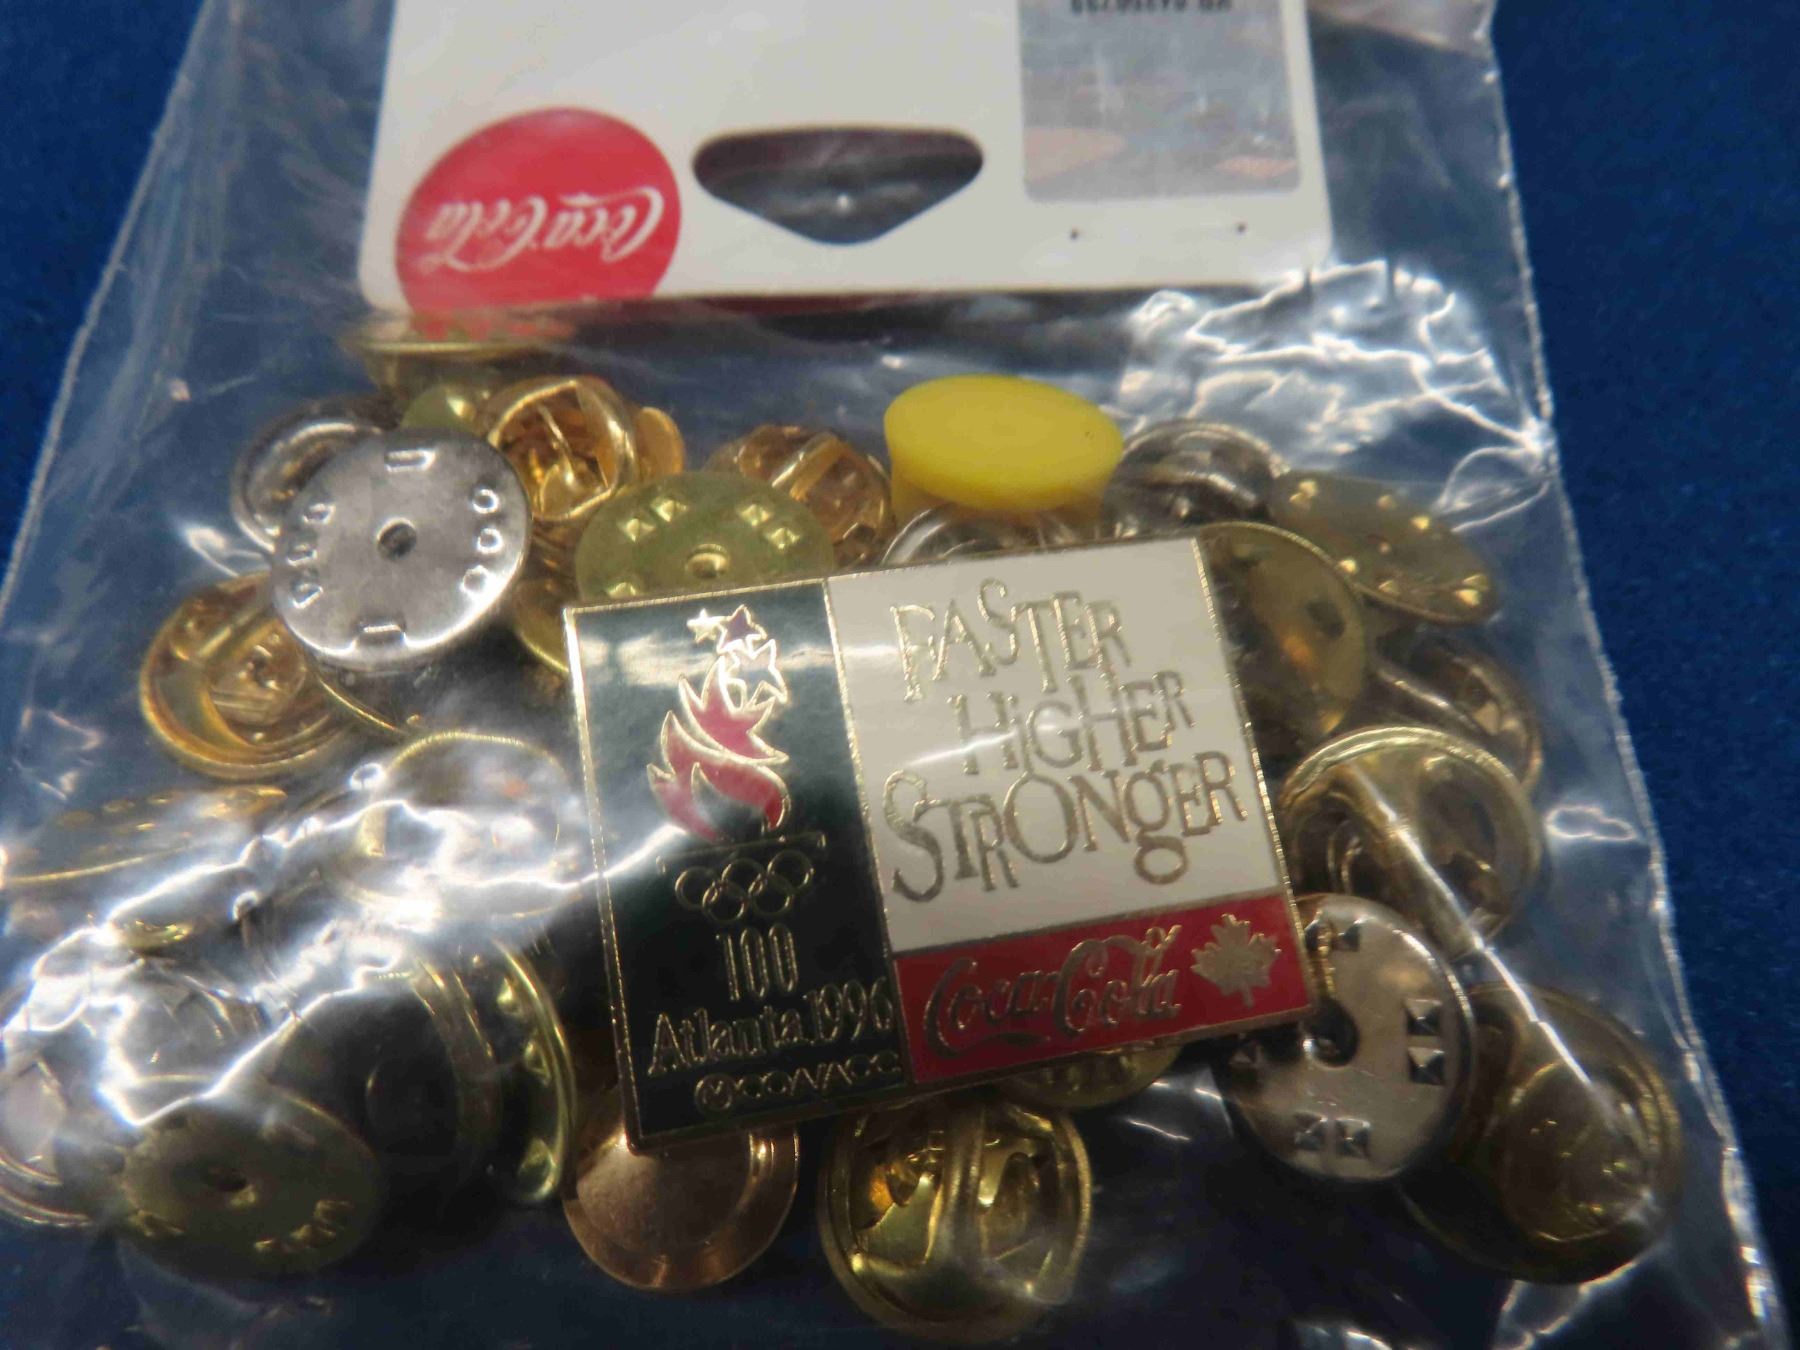 Coca-Cola
FASTER
HiGHER
STRONgER
100
Atlanta 1996
Coca-Cola